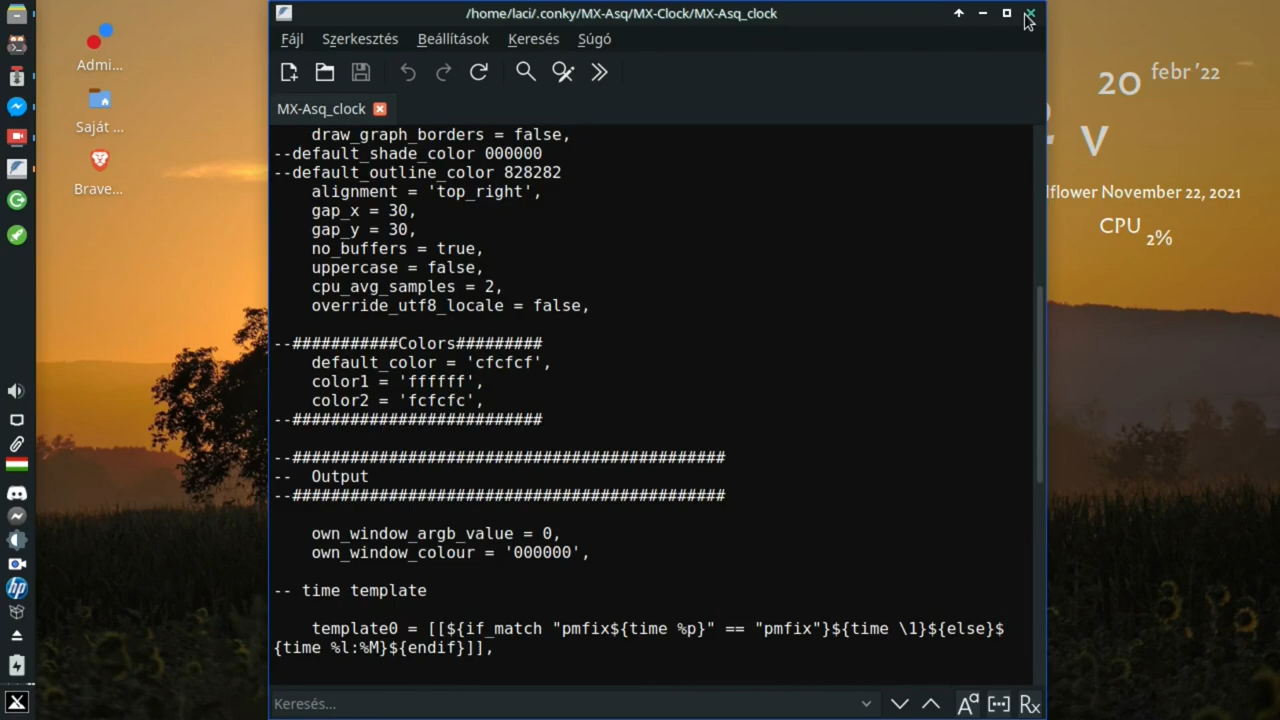 /home/laci/.conky/MX-Asq/MX-Clock/MX-Asq_clock
Fájl Szerkesztés Beállítások Keresés Súgó
MX-Asq_clock
draw_graph_borders = false,
--default_shade_color 000000
--default_outline_color 828282
alignment = 'top_right',
gap_x = 30,
gap_y = 30,
no_buffers = true,
uppercase = false,
cpu_avg_samples = 2,
override_utf8_locale = false,
--###########Colors#########
default_color = 'cfcfcf',
color1 = 'ffffff',
color2 = 'fcfcfc',
--##########################
--#############################################
--  Output
--#############################################
own_window_argb_value = 0,
own_window_colour = '000000',
-- time template
template0 = [[${if_match "pmfix${time %p}" == "pmfix"}${time \1}${else}$
{time %l:%M}${endif}]],
Keresés...
Admi...
Saját ...
Brave...
hp
20 febr '22
V
lflower November 22, 2021
CPU 2%